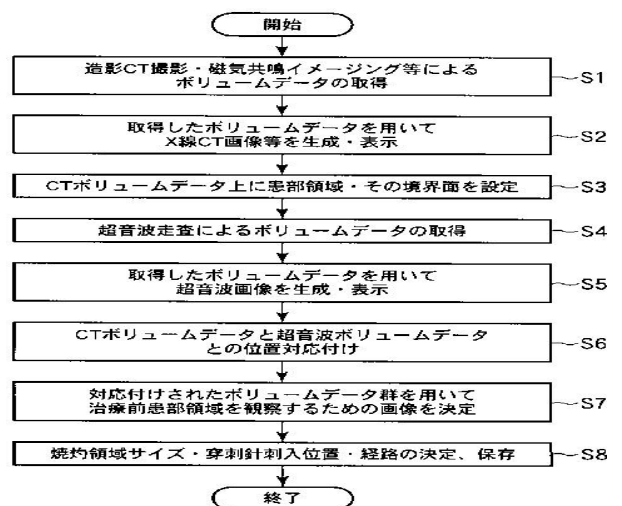 開始
造影CT撮影・磁気共鳴イメージング等による
ボリュームデータの取得
S1
取得したボリュームデータを用いて
X線CT画像等を生成・表示
S2
CTボリュームデータ上に患部領域・その境界面を設定
S3
超音波走査によるボリュームデータの取得
S4
取得したボリュームデータを用いて
超音波画像を生成・表示
S5
CTボリュームデータと超音波ボリュームデータ
との位置対応付け
S6
対応付けされたボリュームデータ群を用いて
治療前患部領域を観察するための画像を決定
S7
焼灼領域サイズ・穿刺針刺入位置・経路の決定、保存
S8
終了